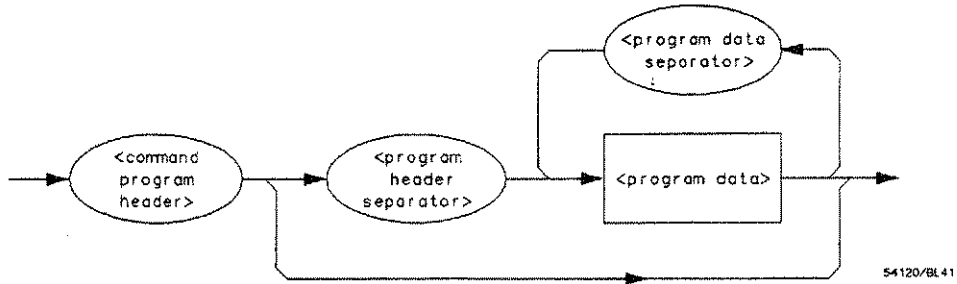 <program data
separator>
<command
program
header>
<program
header
separator>
<program data>
54120/BL41